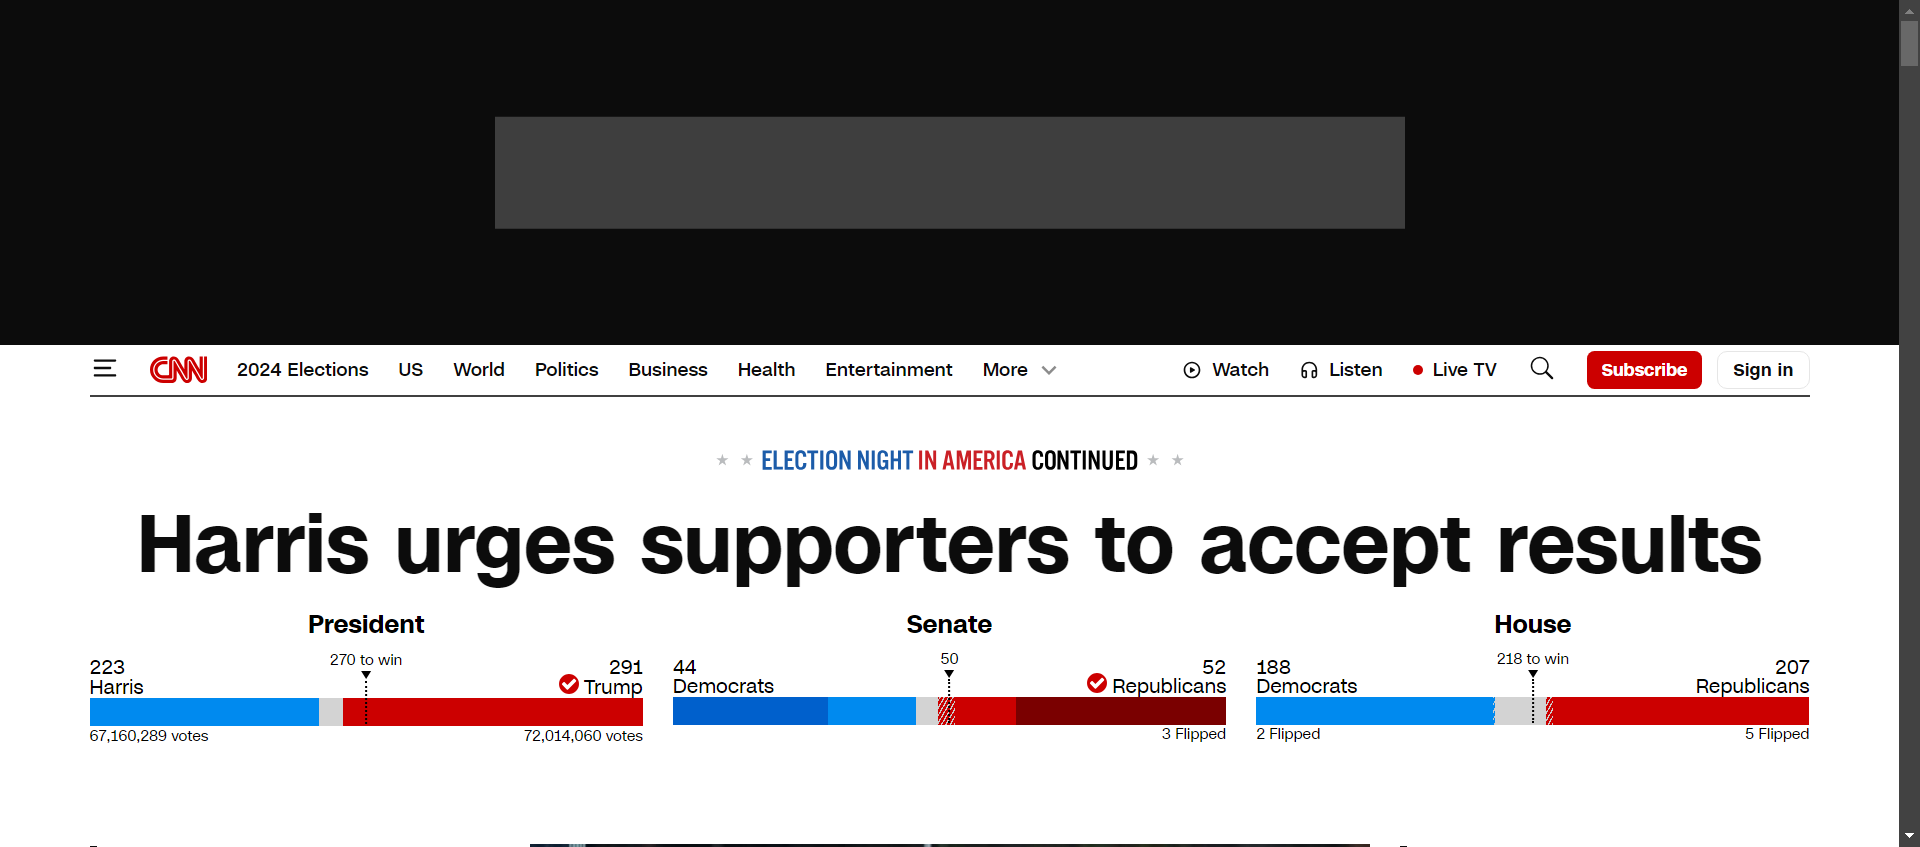 CNN
2024 Elections
US
World
Politics
Business
Health
Entertainment
More
Watch
Listen
Live TV
Subscribe
Sign in
ELECTION NIGHT IN AMERICA CONTINUED
Harris urges supporters to accept results
President
270 to win
223
Harris
291
Trump
67,160,289 votes
72,014,060 votes
Senate
50
44
Democrats
52
Republicans
3 Flipped
House
218 to win
188
Democrats
207
Republicans
2 Flipped
5 Flipped